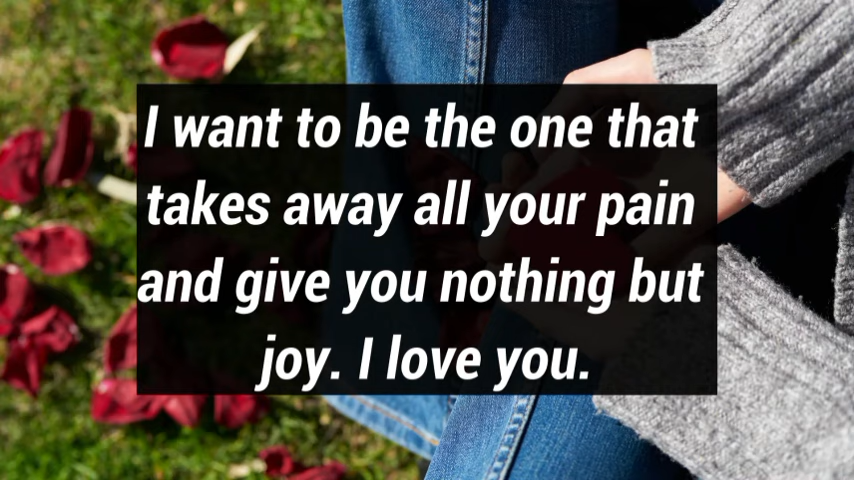 I want to be the one that
takes away all your pain
and give you nothing but
joy. I love you.